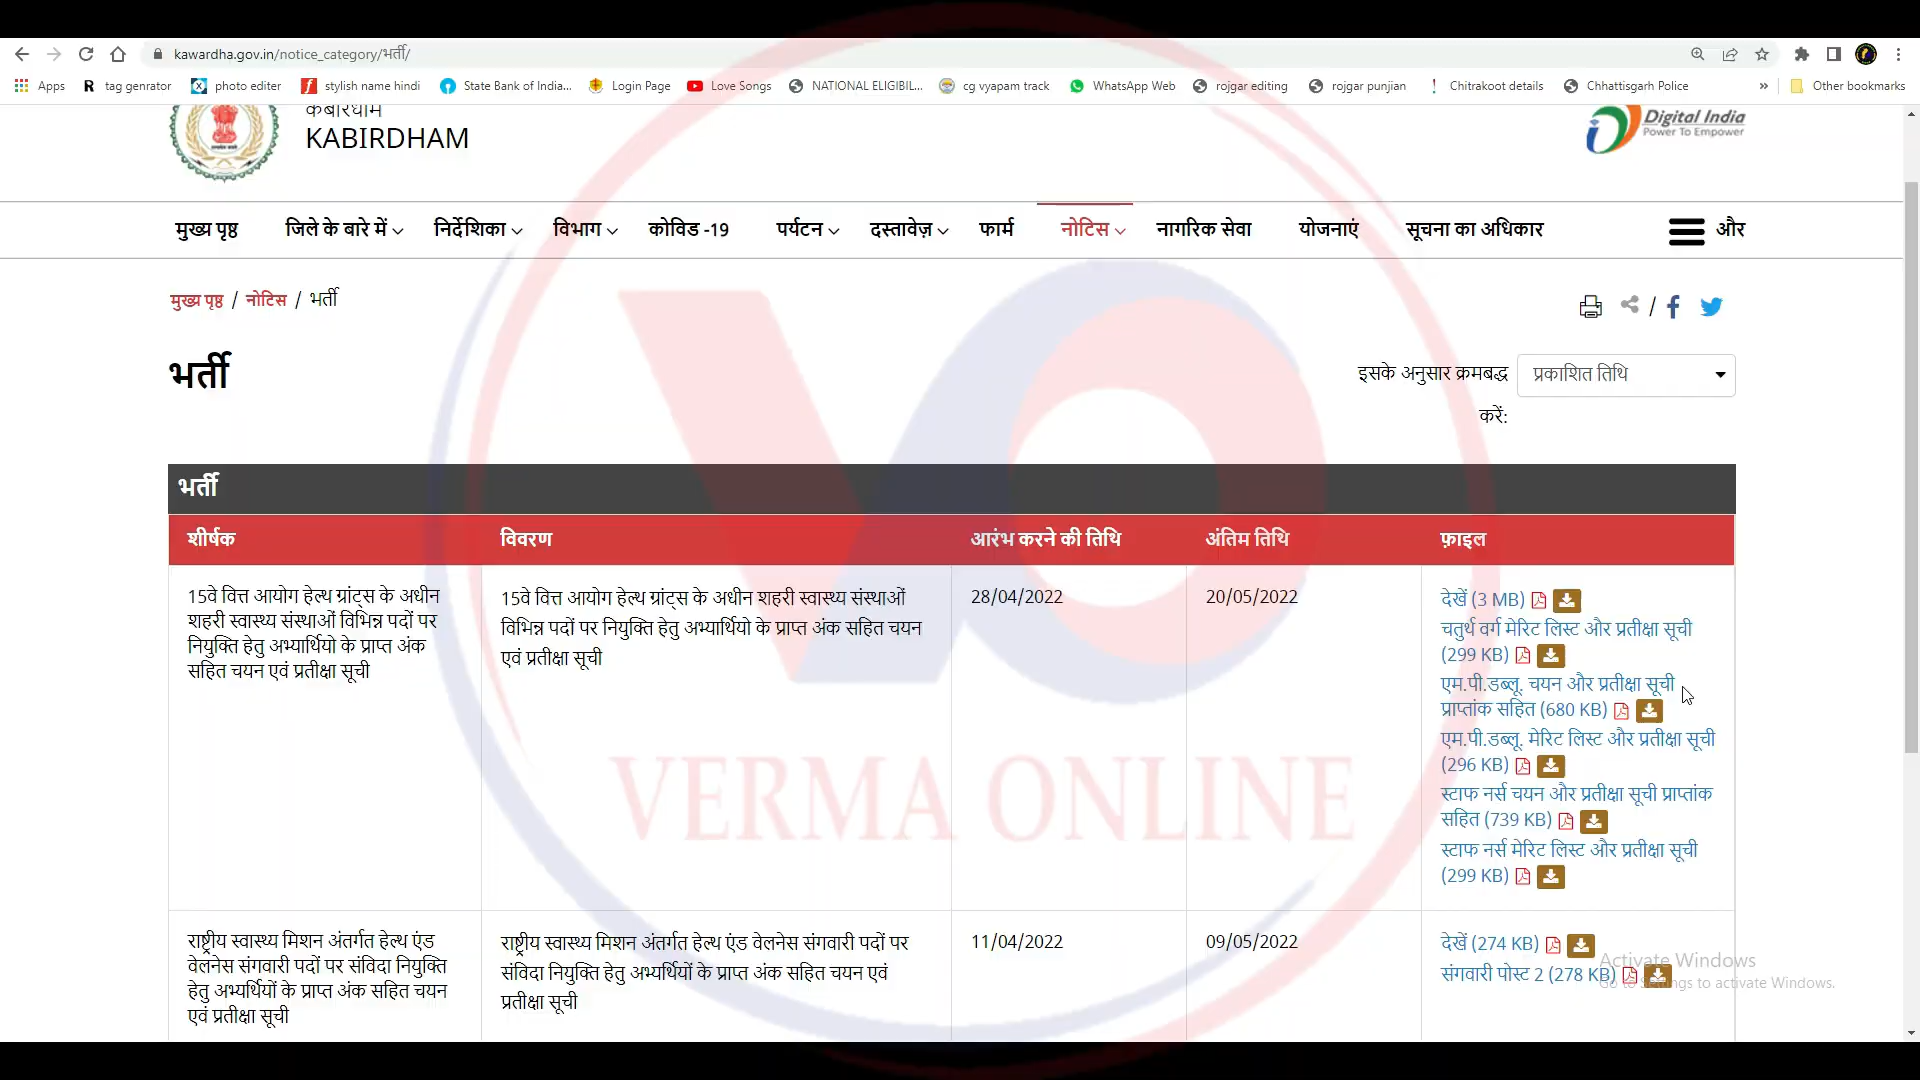 kawardha.gov.in/notice_category/भर्ती/
Apps
tag genrator
photo editer
stylish name hindi
State Bank of India...
Login Page
Love Songs
NATIONAL ELIGIBIL...
cg vyapam track
WhatsApp Web
rojgar editing
rojgar punjian
Chitrakoot details
Chhattisgarh Police
»
Other bookmarks
कबीरधाम
KABIRDHAM
Digital India
Power To Empower
मुख्य पृष्ठ
जिले के बारे में
निर्देशिका
विभाग
कोविड -19
पर्यटन
दस्तावेज़
फार्म
नोटिस
नागरिक सेवा
योजनाएं
सूचना का अधिकार
और
मुख्य पृष्ठ / नोटिस / भर्ती
/
भर्ती
इसके अनुसार क्रमबद्ध
करें:
प्रकाशित तिथि
भर्ती
शीर्षक
विवरण
आरंभ करने की तिथि
अंतिम तिथि
फ़ाइल
15वे वित्त आयोग हेल्थ ग्रांट्स के अधीन
शहरी स्वास्थ्य संस्थाओं विभिन्न पदों पर
नियुक्ति हेतु अभ्यार्थियो के प्राप्त अंक
सहित चयन एवं प्रतीक्षा सूची
15वे वित्त आयोग हेल्थ ग्रांट्स के अधीन शहरी स्वास्थ्य संस्थाओं
विभिन्न पदों पर नियुक्ति हेतु अभ्यार्थियो के प्राप्त अंक सहित चयन
एवं प्रतीक्षा सूची
28/04/2022
20/05/2022
देखें (3 MB)
चतुर्थ वर्ग मेरिट लिस्ट और प्रतीक्षा सूची
(299 KB)
एम.पी.डब्लू. चयन और प्रतीक्षा सूची
प्राप्तांक सहित (680 KB)
एम.पी.डब्लू. मेरिट लिस्ट और प्रतीक्षा सूची
(296 KB)
स्टाफ नर्स चयन और प्रतीक्षा सूची प्राप्तांक
सहित (739 KB)
स्टाफ नर्स मेरिट लिस्ट और प्रतीक्षा सूची
(299 KB)
राष्ट्रीय स्वास्थ्य मिशन अंतर्गत हेल्थ एंड
वेलनेस संगवारी पदों पर संविदा नियुक्ति
हेतु अभ्यर्थियों के प्राप्त अंक सहित चयन
एवं प्रतीक्षा सूची
राष्ट्रीय स्वास्थ्य मिशन अंतर्गत हेल्थ एंड वेलनेस संगवारी पदों पर
संविदा नियुक्ति हेतु अभ्यर्थियों के प्राप्त अंक सहित चयन एवं
प्रतीक्षा सूची
11/04/2022
09/05/2022
देखें (274 KB)
संगवारी पोस्ट 2 (278 KB)
Activate Windows
Go to Settings to activate Windows.
VERMA ONLINE